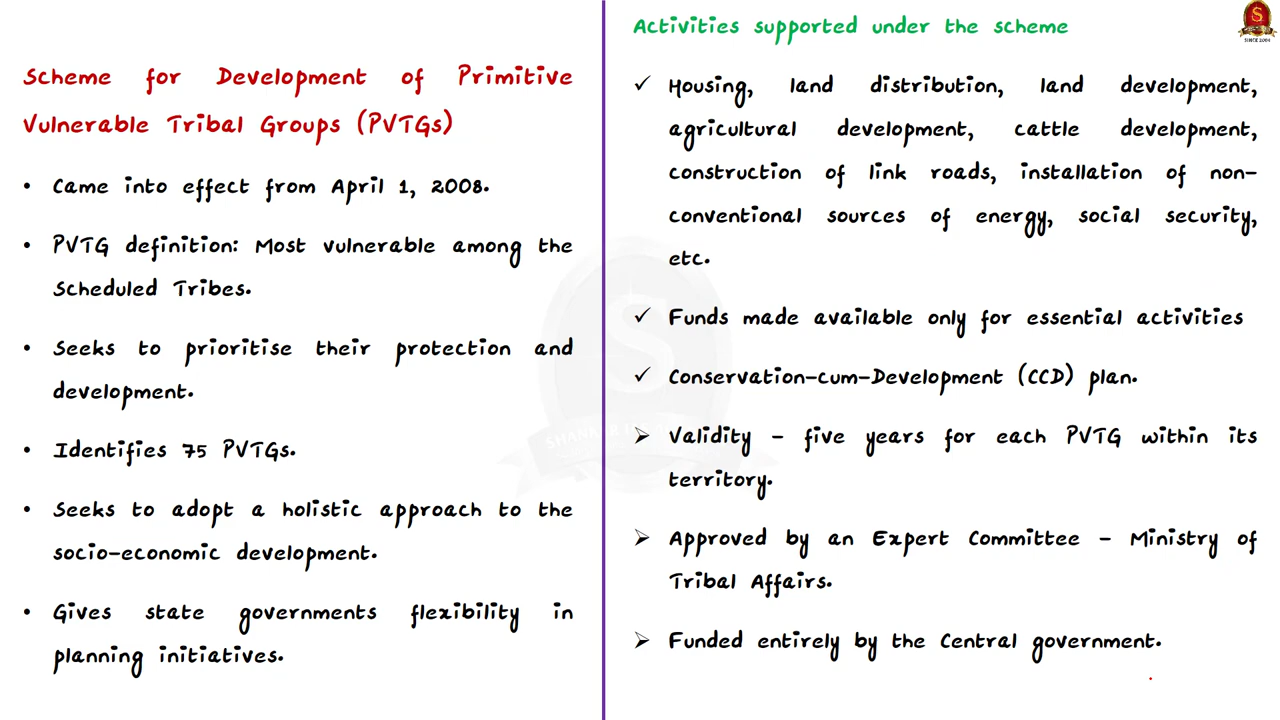 Scheme for Development of Primitive
Vulnerable Tribal Groups (PVTGs)
• Came into effect from April 1, 2008.
• PVTG definition: Most vulnerable among the
Scheduled Tribes.
• Seeks to prioritise their protection and
development.
• Identifies 75 PVTGs.
• Seeks to adopt a holistic approach to the
socio-economic development.
• Gives state governments flexibility in
planning initiatives.
Activities supported under the scheme
✓ Housing, land distribution, land development,
agricultural development, cattle development,
construction of link roads, installation of non-
conventional sources of energy, social security,
etc.
✓ Funds made available only for essential activities
✓ Conservation-cum-Development (CCD) plan.
➢ Validity – five years for each PVTG within its
territory.
➢ Approved by an Expert Committee – Ministry of
Tribal Affairs.
➢ Funded entirely by the Central government.
S
SINCE 2004